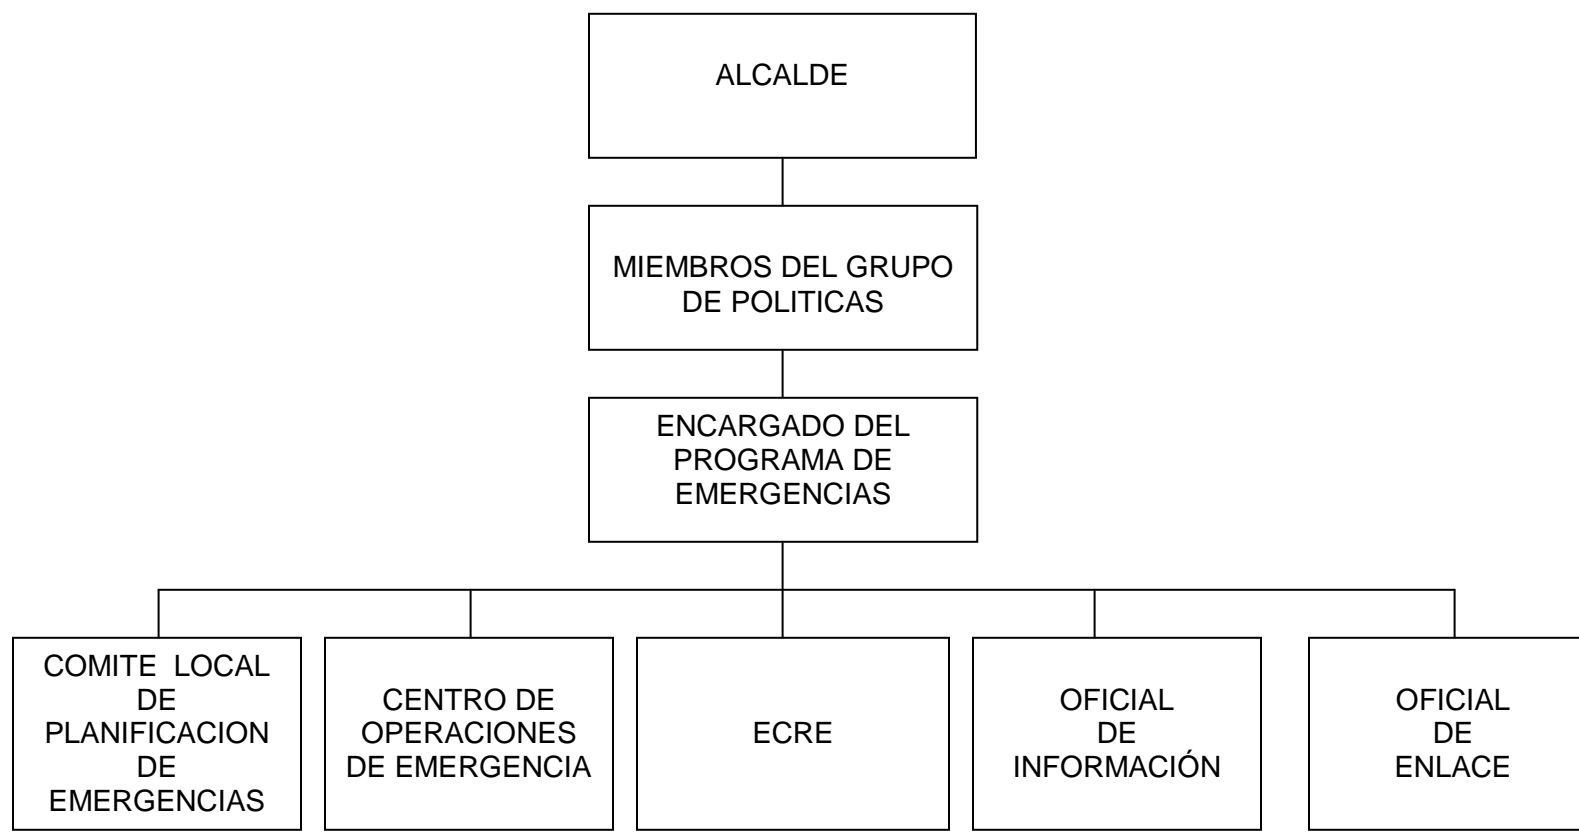 ALCALDE
MIEMBROS DEL GRUPO
DE POLITICAS
ENCARGADO DEL
PROGRAMA DE
EMERGENCIAS
COMITE LOCAL
DE
PLANIFICACION
DE
EMERGENCIAS
CENTRO DE
OPERACIONES
DE EMERGENCIA
ECRE
OFICIAL
DE
INFORMACIÓN
OFICIAL
DE
ENLACE